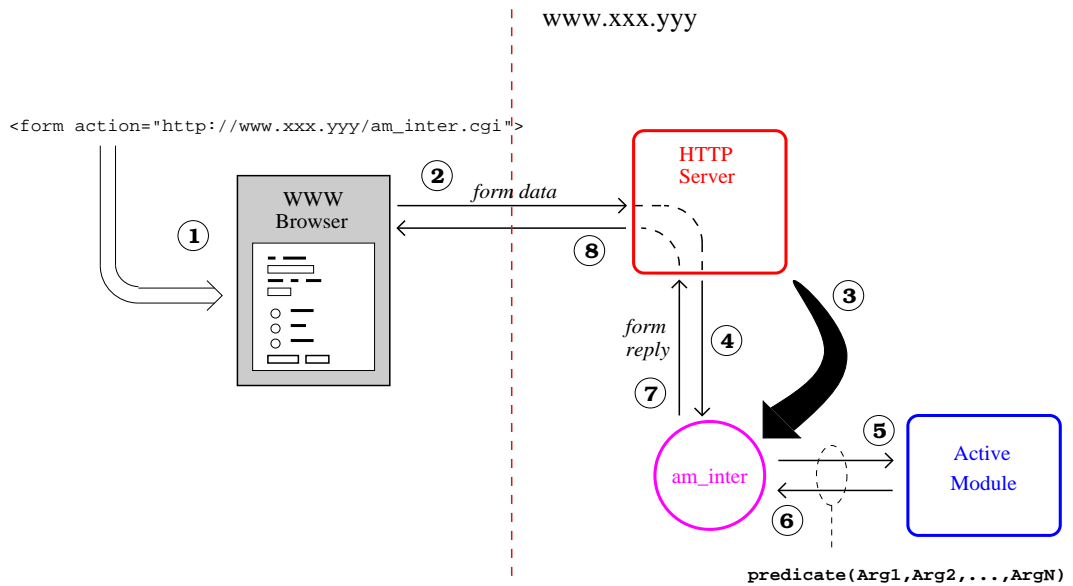 www.xxx.yyy
<form action="http://www.xxx.yyy/am_inter.cgi">
HTTP
Server
2
form data
WWW
Browser
1
8
3
form
reply
4
7
5
Active
Module
am_inter
6
predicate(Arg1,Arg2,...,ArgN)